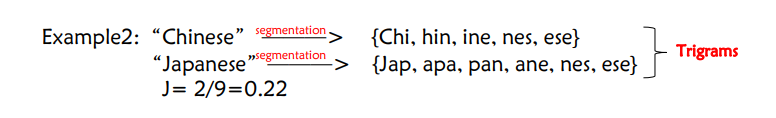 Example2: “Chinese” segmentation {Chi, hin, ine, nes, ese}
“Japanese” segmentation {Jap, apa, pan, ane, nes, ese}
Trigrams
J= 2/9=0.22